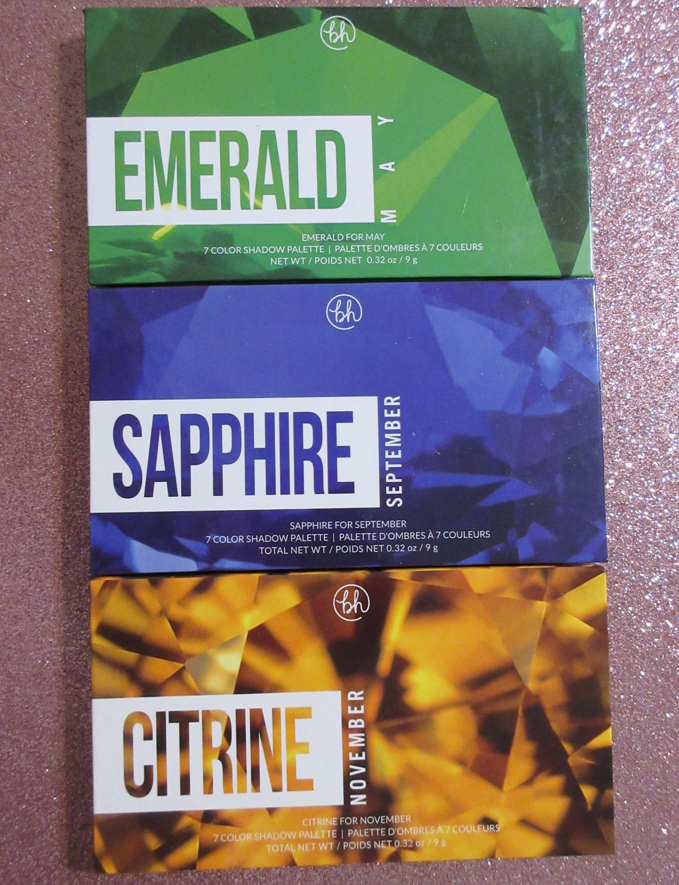 bh
EMERALD
MAY
EMERALD FOR MAY
7 COLOR SHADOW PALETTE | PALETTE D'OMBRES À 7 COULEURS
NET WT / POIDS NET 0.32 oz / 9 g
bh
SAPPHIRE
SEPTEMBER
SAPPHIRE FOR SEPTEMBER
7 COLOR SHADOW PALETTE | PALETTE D'OMBRES À 7 COULEURS
TOTAL NET WT / POIDS NET 0.32 oz / 9 g
bh
CITRINE
NOVEMBER
CITRINE FOR NOVEMBER
7 COLOR SHADOW PALETTE | PALETTE D'OMBRES À 7 COULEURS
TOTAL NET WT / POIDS NET 0.32 oz / 9 g